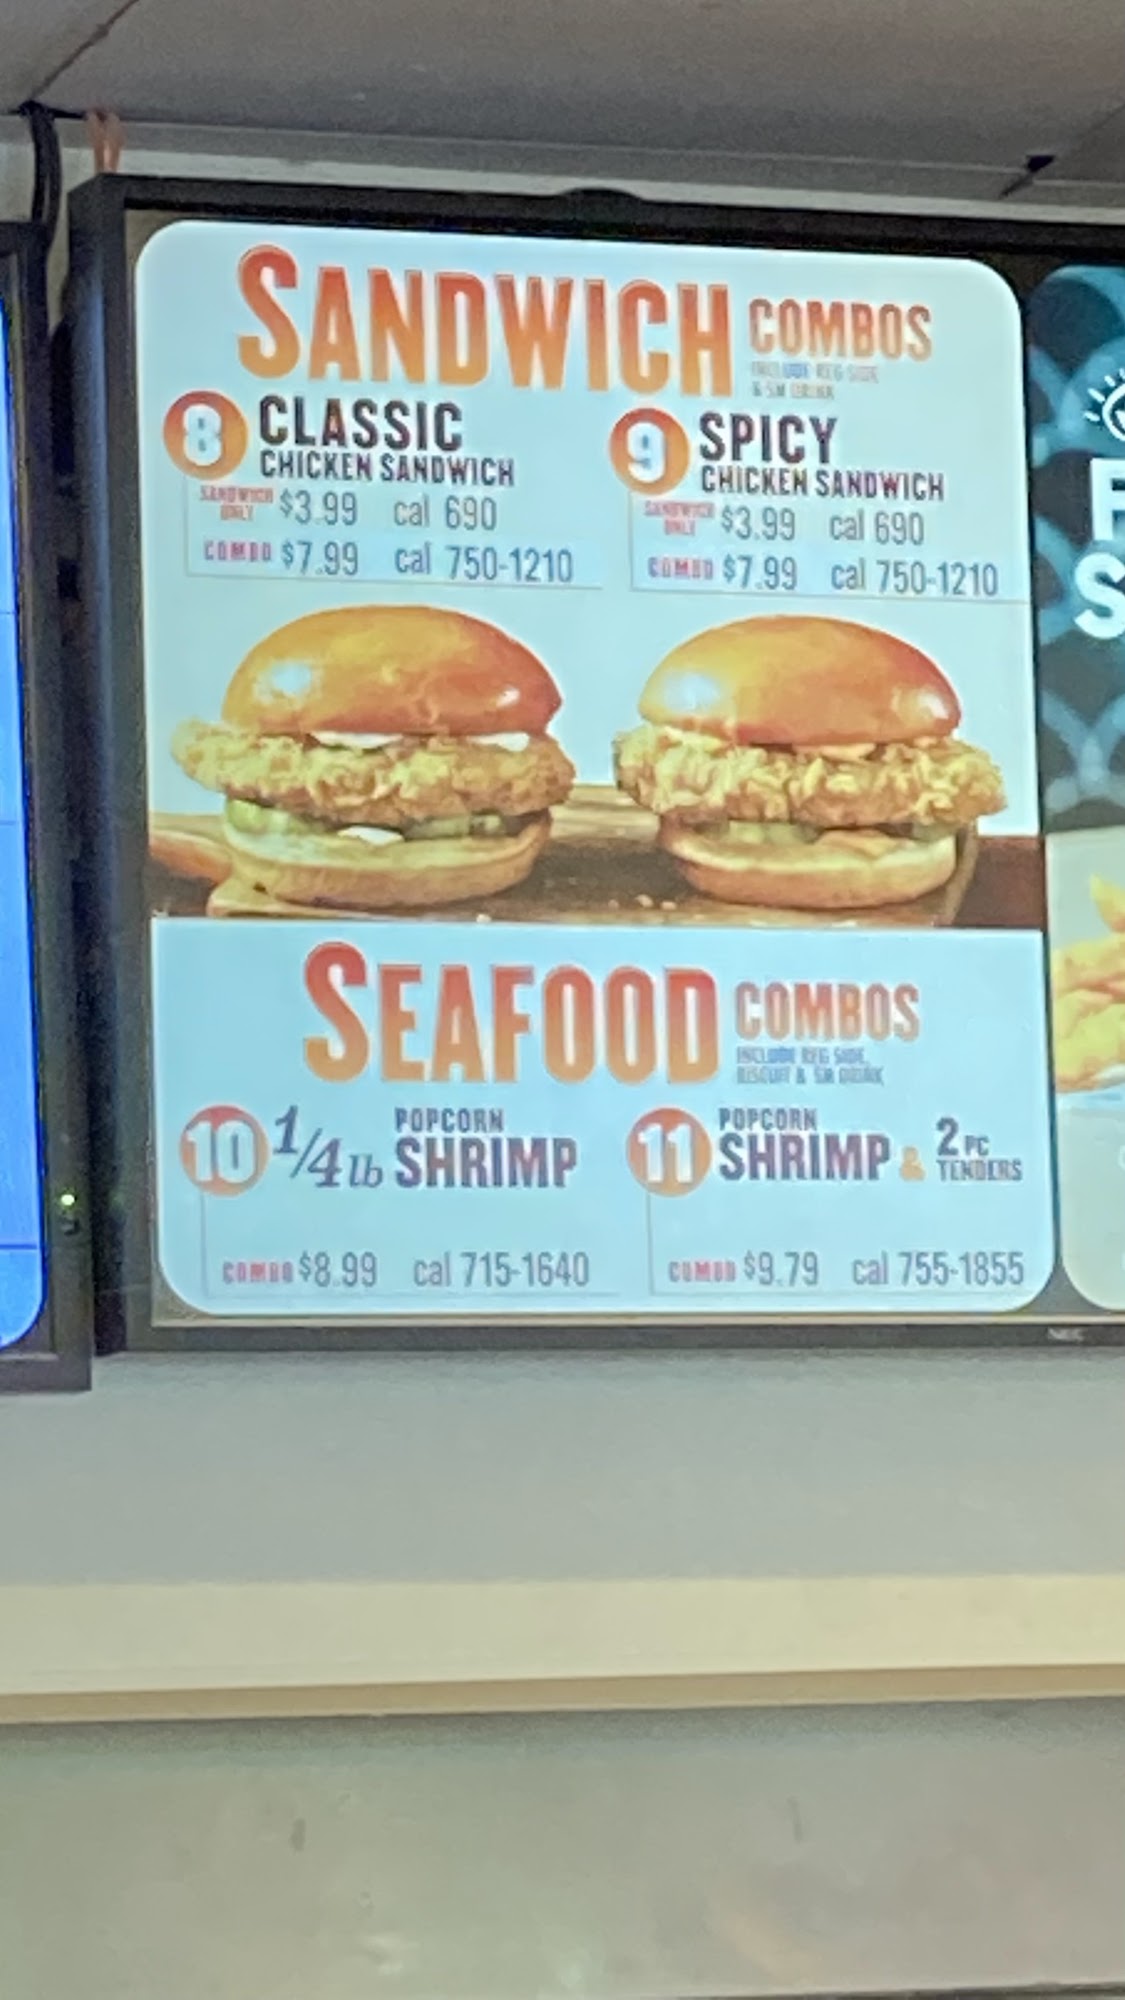 SANDWICH COMBOS
INCLUDE REG SIDE
& SM DRINK
8 CLASSIC
CHICKEN SANDWICH
SANDWICH ONLY $3.99 cal 690
COMBO $7.99 cal 750-1210
9 SPICY
CHICKEN SANDWICH
SANDWICH ONLY $3.99 cal 690
COMBO $7.99 cal 750-1210
SEAFOOD COMBOS
INCLUDE REG SIDE,
BISCUIT & SM DRINK
10 1/4 lb POPCORN SHRIMP
COMBO $8.99 cal 715-1640
11 POPCORN SHRIMP & 2 PC TENDERS
COMBO $9.79 cal 755-1855
NEC